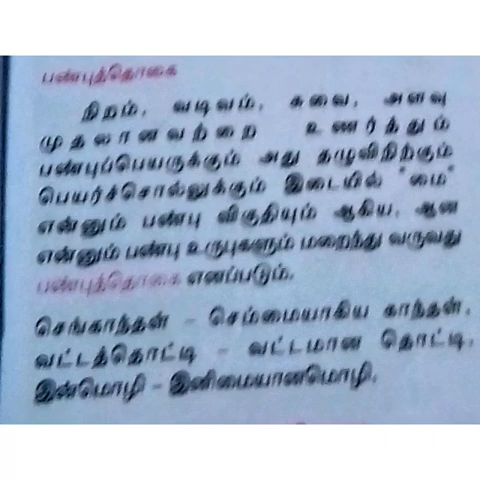 பண்புத்தொகை
நிறம், வடிவம், சுவை, அளவு
முதலானவற்றை உணர்த்தும்
பண்புப்பெயருக்கும் அது தழுவிநிற்கும்
பெயர்ச்சொல்லுக்கும் இடையில் "மை"
என்னும் பண்பு விகுதியும் ஆகிய, ஆன
என்னும் பண்பு உருபுகளும் மறைந்து வருவது
பண்புத்தொகை எனப்படும்.
செங்காந்தள் – செம்மையாகிய காந்தள்,
வட்டத்தொட்டி – வட்டமான தொட்டி,
இன்மொழி – இனிமையானமொழி.